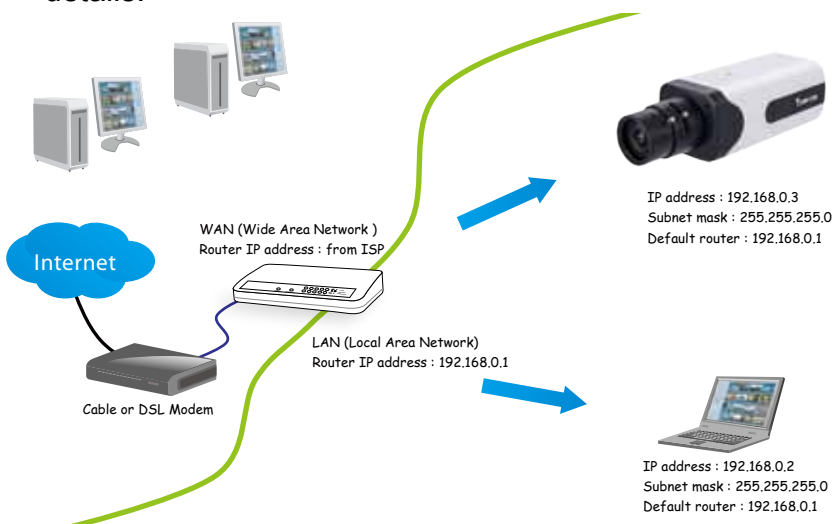 WAN (Wide Area Network )
Router IP address : from ISP
Internet
LAN (Local Area Network)
Router IP address : 192.168.0.1
Cable or DSL Modem
IP address : 192.168.0.3
Subnet mask : 255.255.255.0
Default router : 192.168.0.1
IP address : 192.168.0.2
Subnet mask : 255.255.255.0
Default router : 192.168.0.1